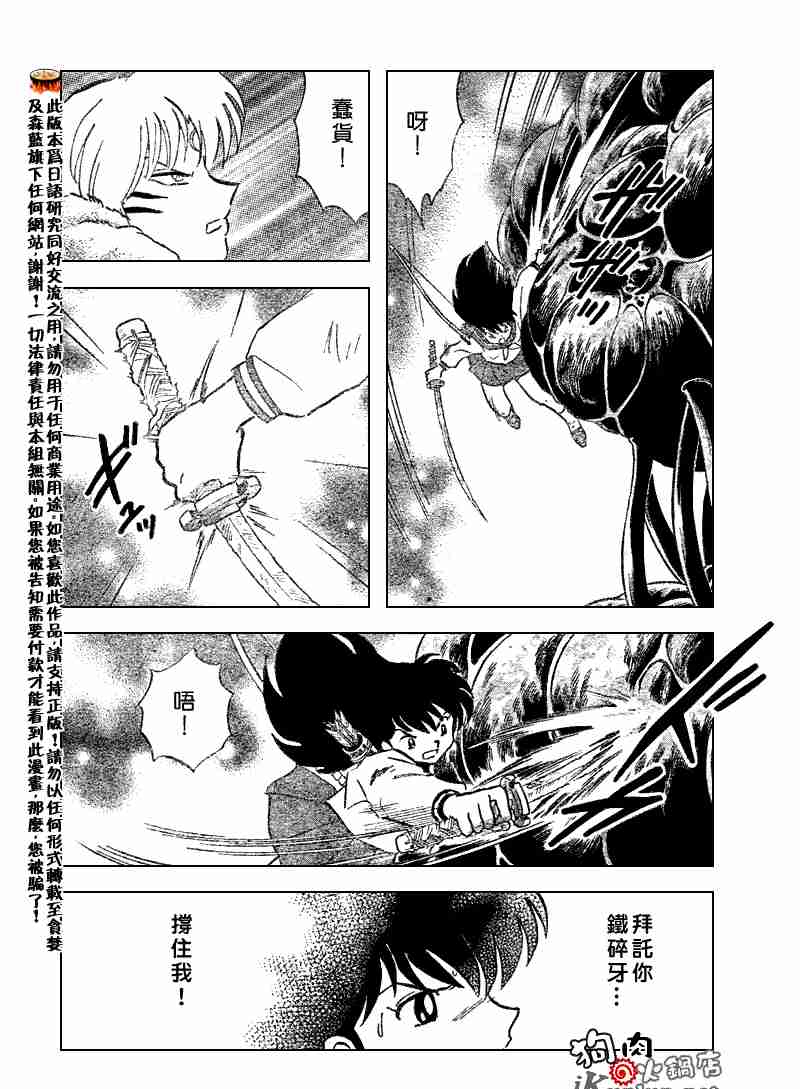 呀！
ザザッ
蠢貨！
ギュッ
唔！
拜託你
鐵碎牙…
撐住我！
此版本爲日語研究同好交流之用，請勿用于任何商業用途。如您喜歡此作品，請支持正版！請勿以任何形式轉載至貪婪
及森藍旗下任何網站，謝謝！一切法律責任與本組無關。如果您被告知需要付款才能看到此漫畫，那麼，您被騙了！
狗肉
火鍋店